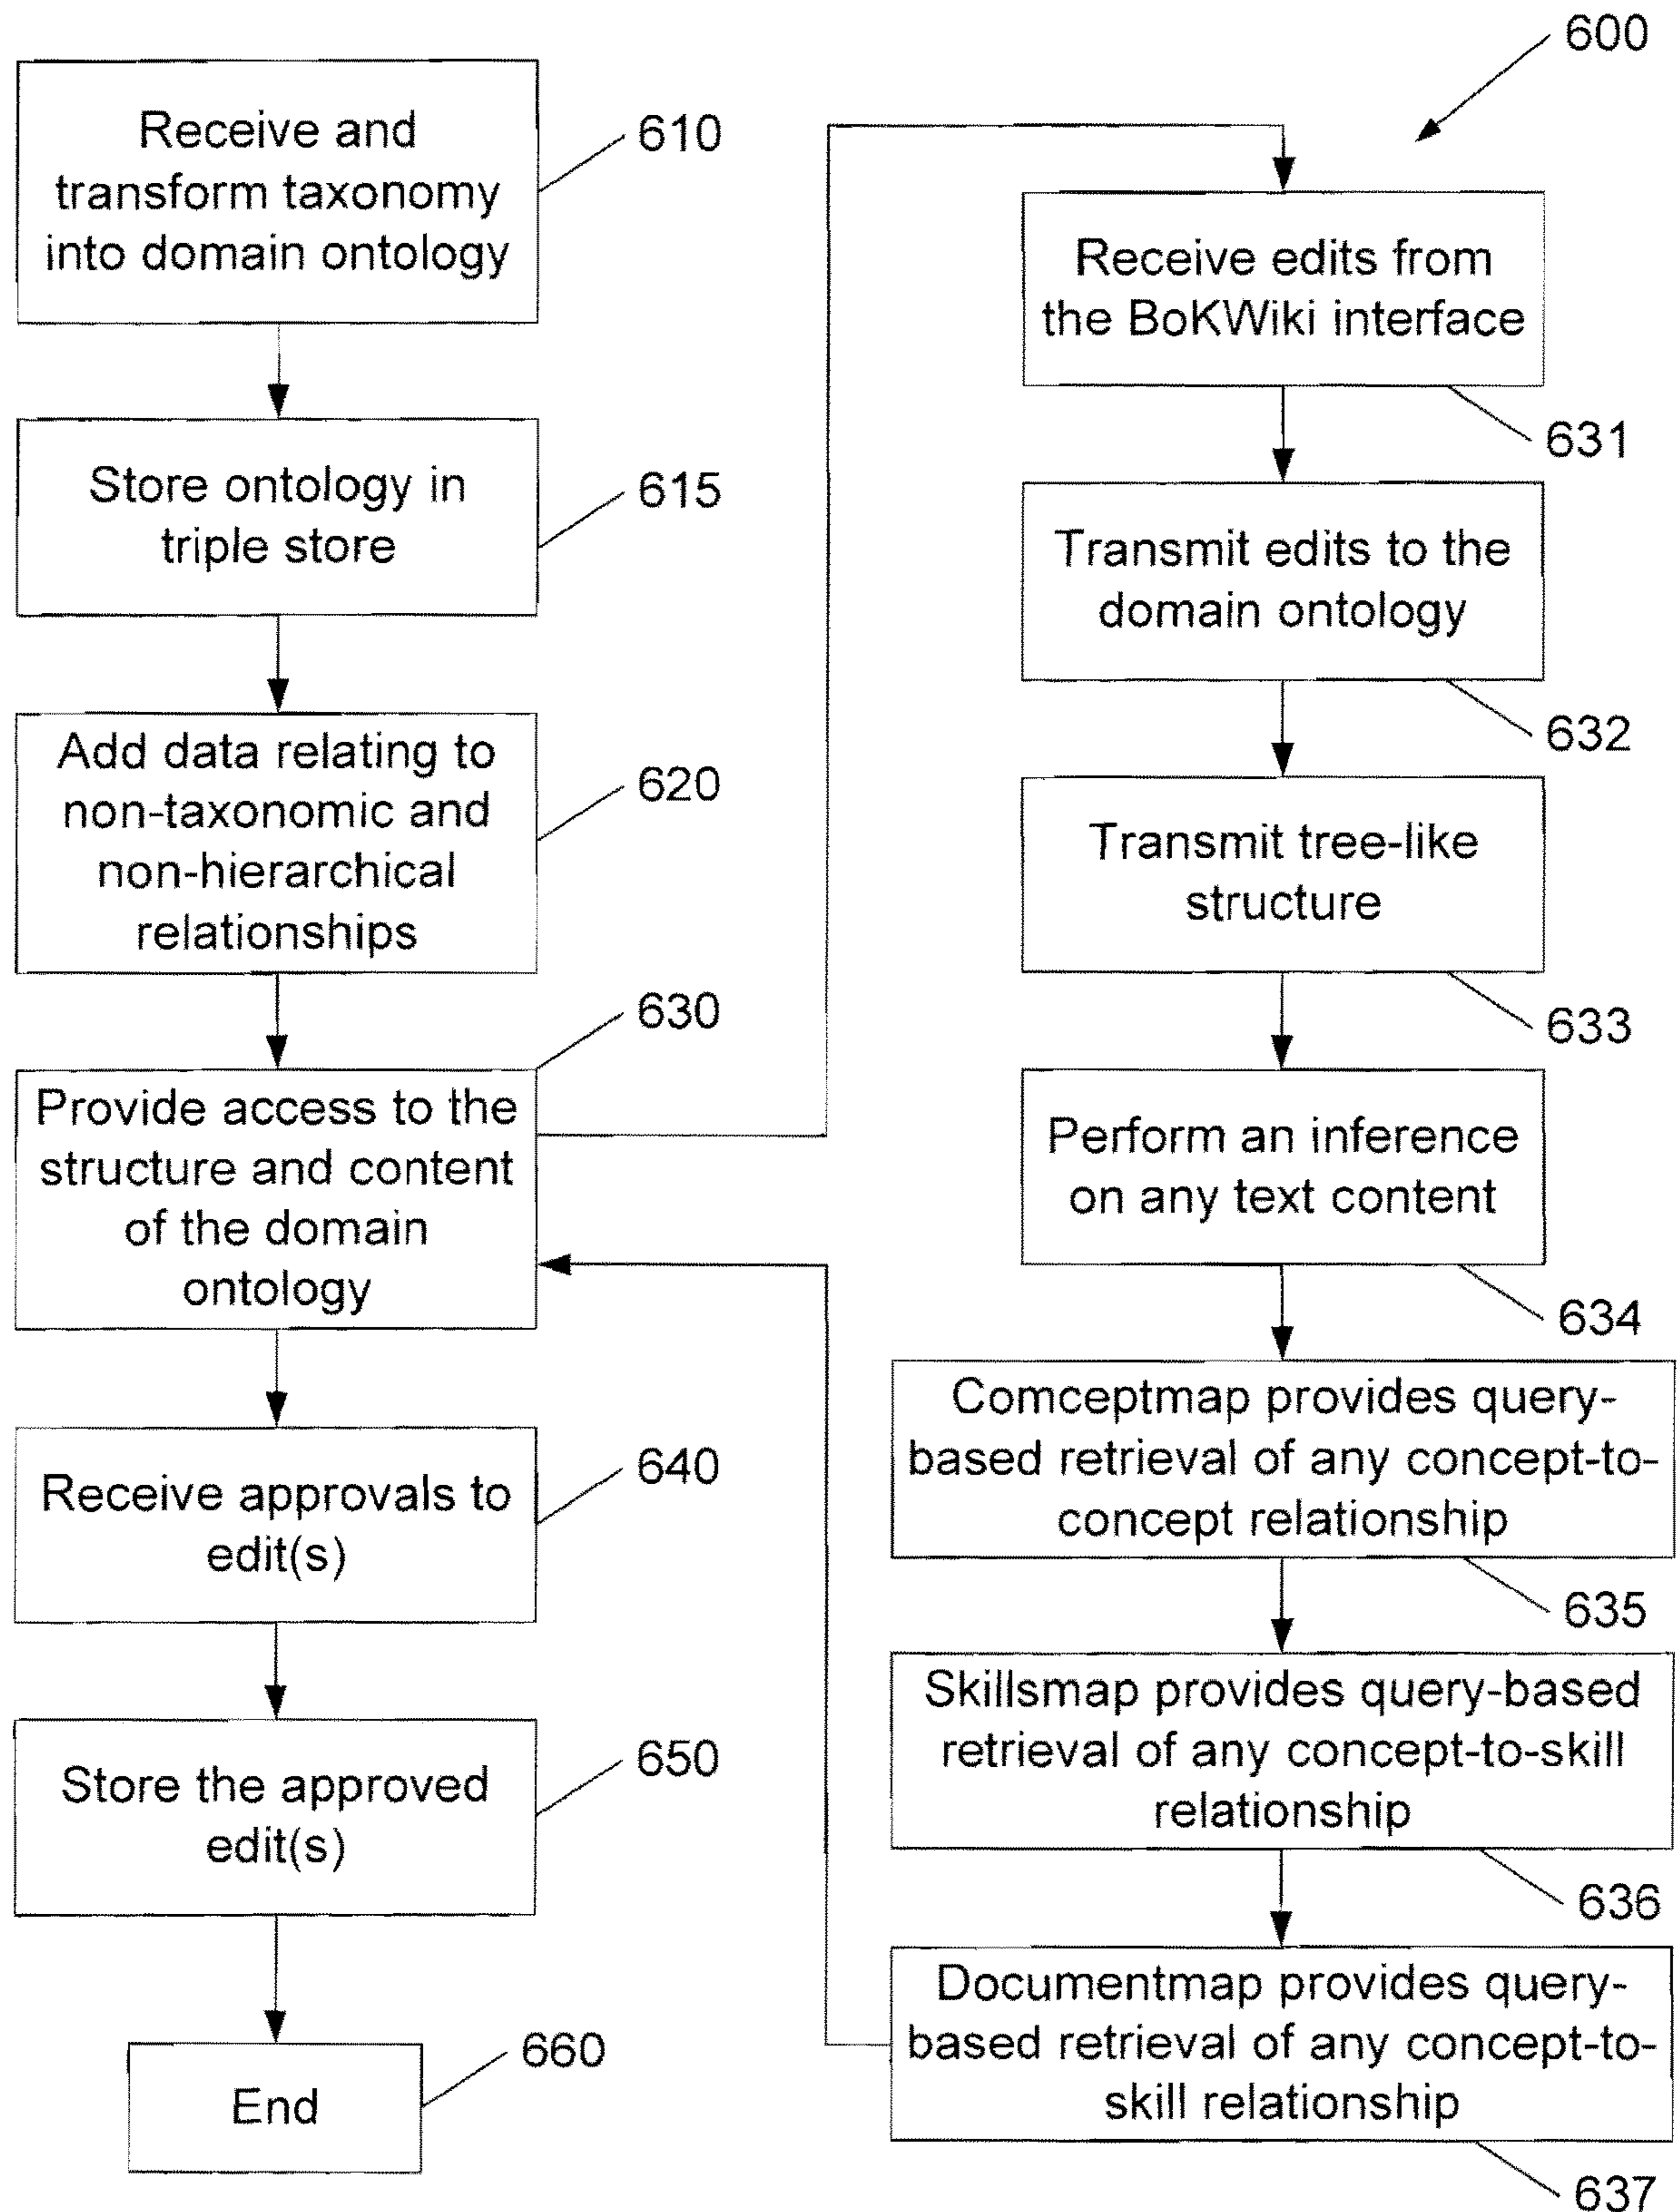 600
Receive and
transform taxonomy
into domain ontology
610
Store ontology in
triple store
615
Add data relating to
non-taxonomic and
non-hierarchical
relationships
620
630
Provide access to the
structure and content
of the domain
ontology
Receive approvals to
edit(s)
640
Store the approved
edit(s)
650
End
660
Receive edits from
the BoKWiki interface
631
Transmit edits to the
domain ontology
632
Transmit tree-like
structure
633
Perform an inference
on any text content
634
Comceptmap provides query-
based retrieval of any concept-to-
concept relationship
635
Skillsmap provides query-based
retrieval of any concept-to-skill
relationship
636
Documentmap provides query-
based retrieval of any concept-to-
skill relationship
637